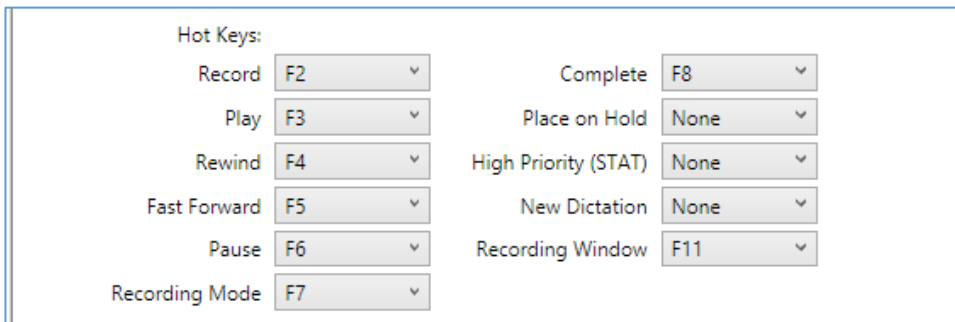 Hot Keys:
Record F2 Complete F8
Play F3 Place on Hold None
Rewind F4 High Priority (STAT) None
Fast Forward F5 New Dictation None
Pause F6 Recording Window F11
Recording Mode F7